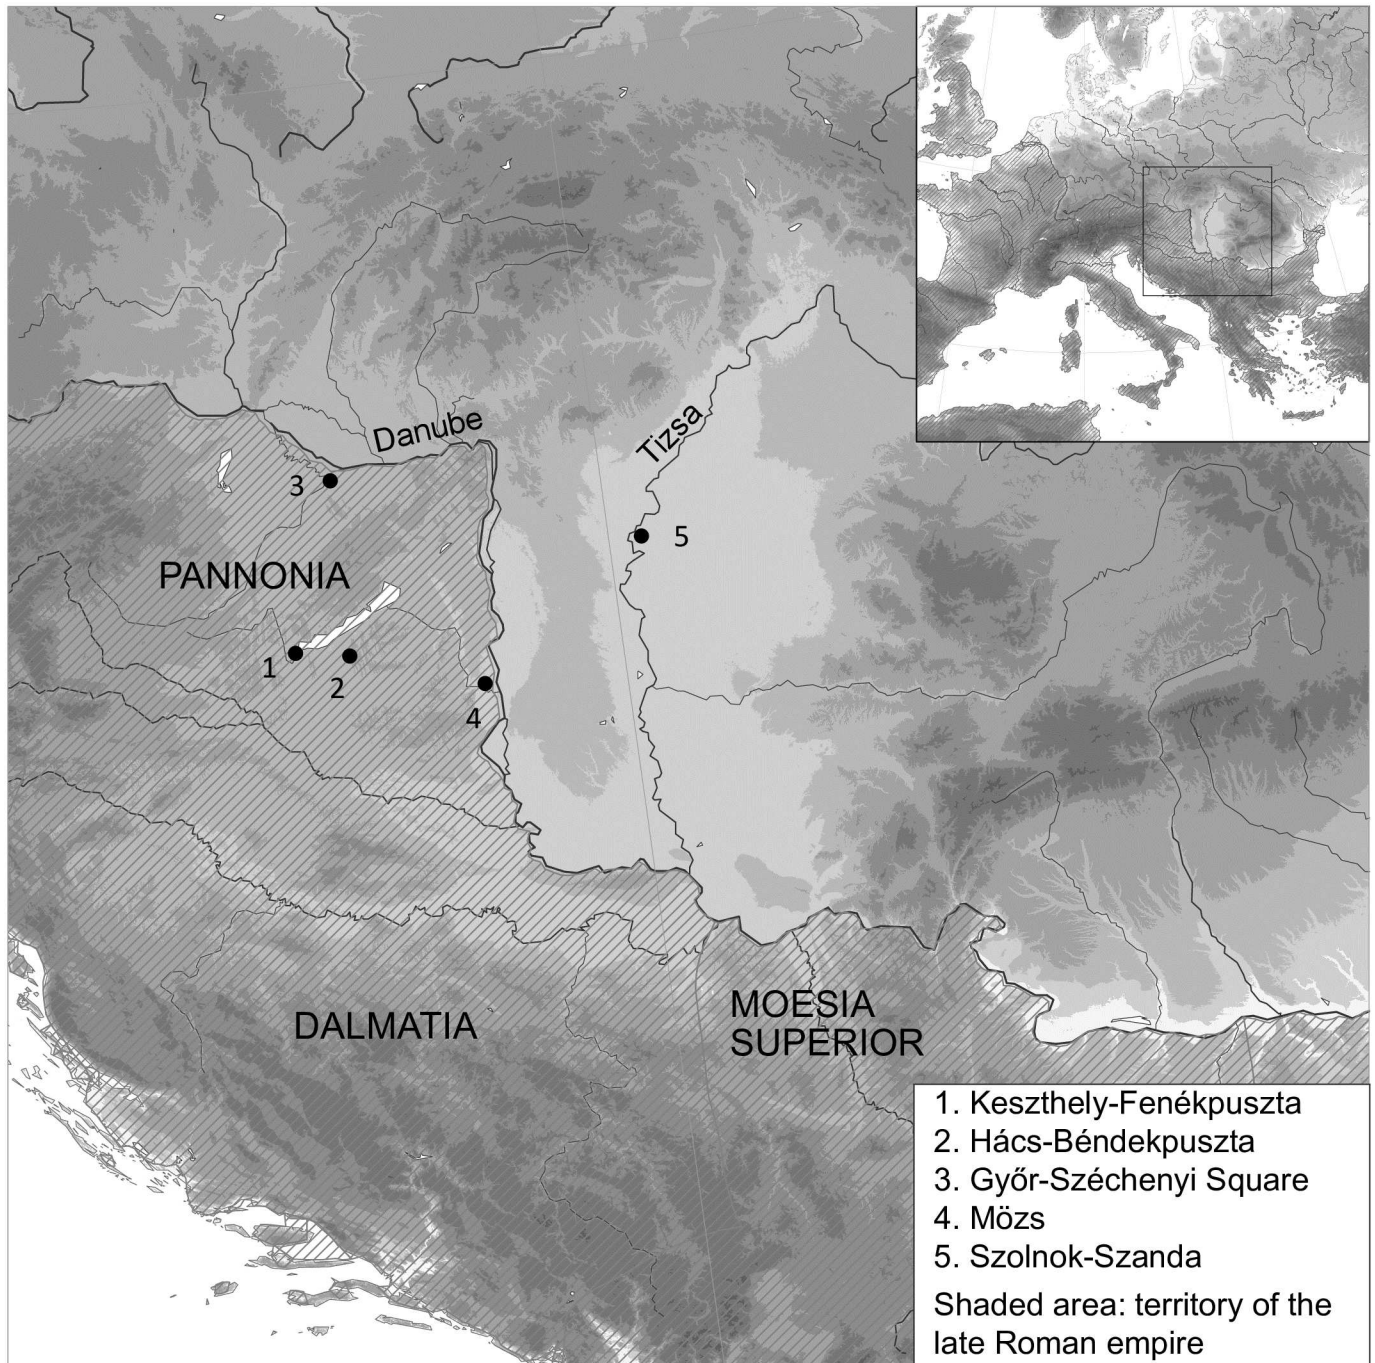 Danube
Tizsa
3
5
PANNONIA
1
2
4
DALMATIA
MOESIA
SUPERIOR
1. Keszthely-Fenékpuszta
2. Hács-Béndekpuszta
3. Győr-Széchenyi Square
4. Mözs
5. Szolnok-Szanda
Shaded area: territory of the
late Roman empire